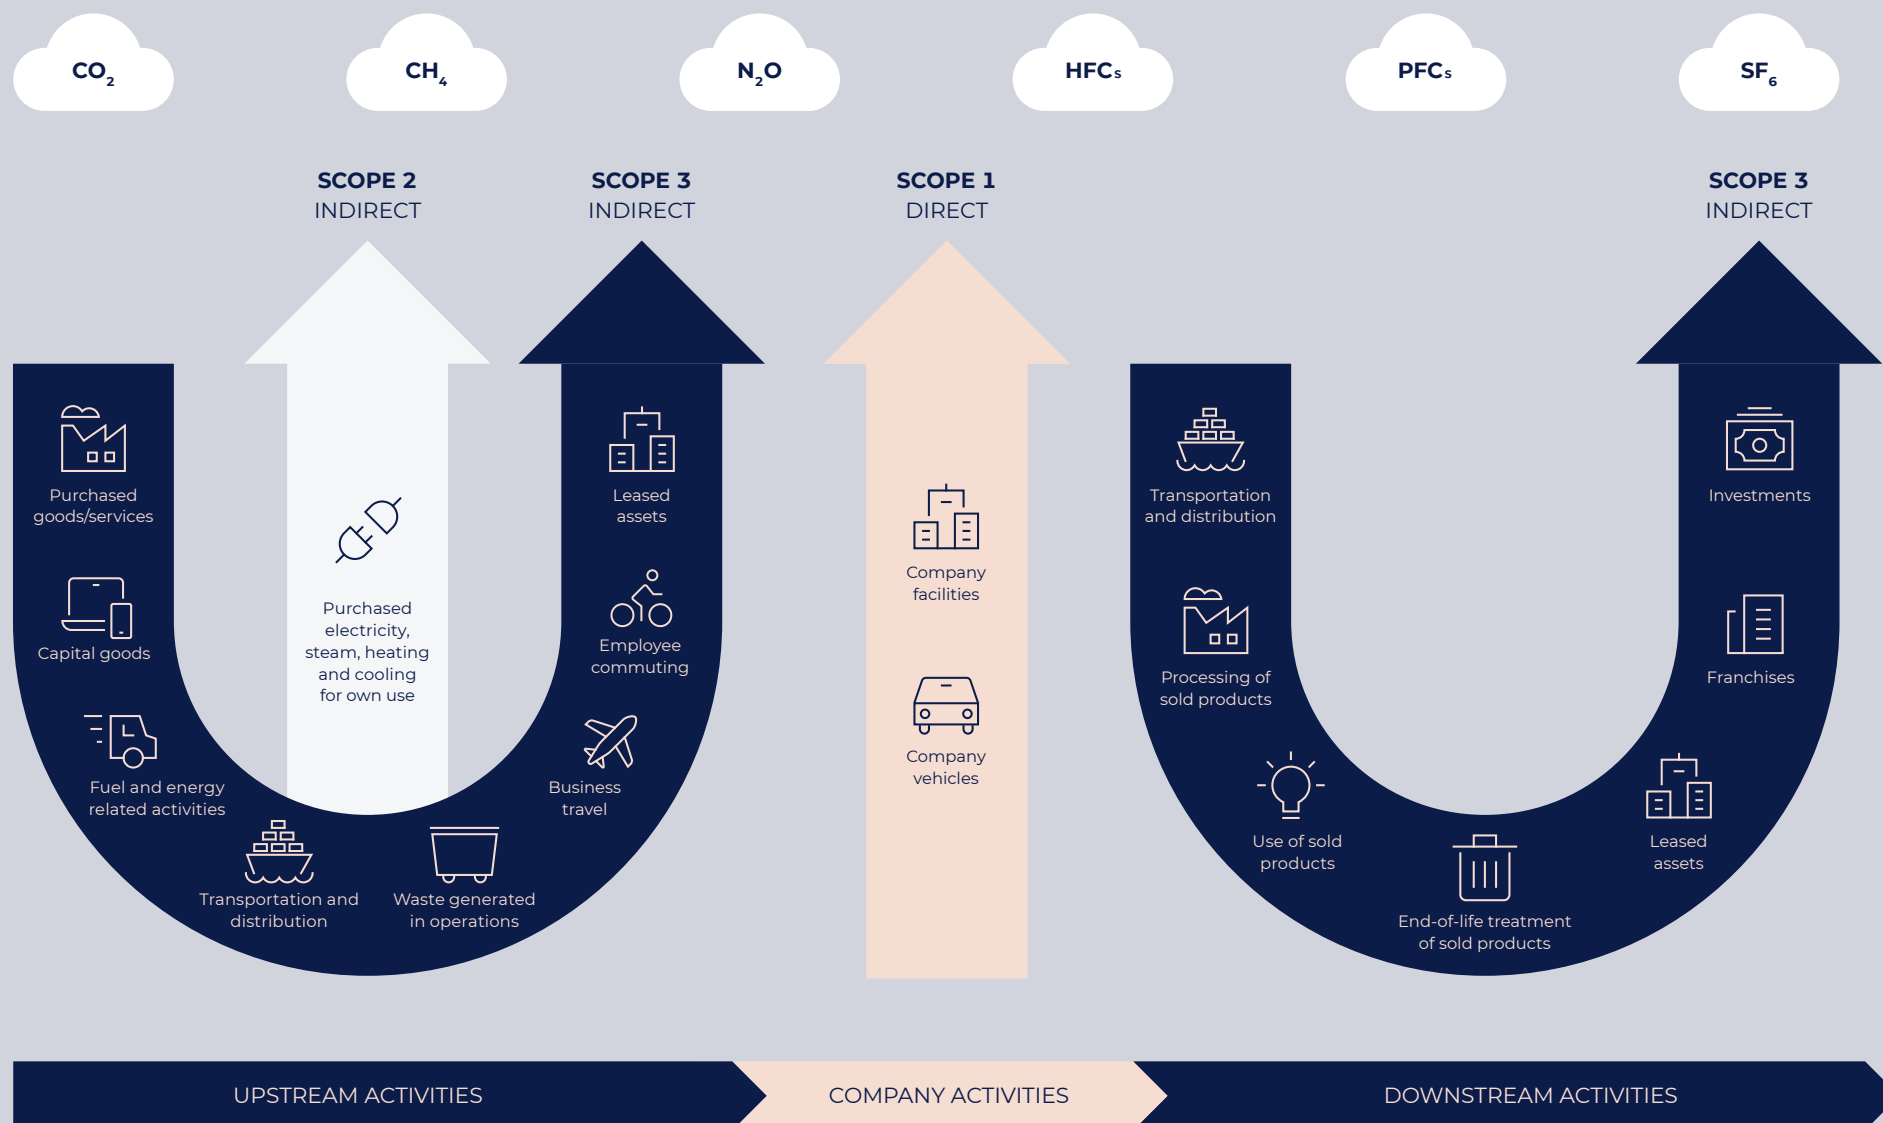 CO₂
CH₄
N₂O
HFCs
PFCs
SF₆
SCOPE 2
INDIRECT
SCOPE 3
INDIRECT
SCOPE 1
DIRECT
SCOPE 3
INDIRECT
Purchased
goods/services
Capital goods
Fuel and energy
related activities
Transportation and
distribution
Waste generated
in operations
Business
travel
Employee
commuting
Leased
assets
Purchased
electricity,
steam, heating
and cooling
for own use
Company
facilities
Company
vehicles
Transportation
and distribution
Processing of
sold products
Use of sold
products
End-of-life treatment
of sold products
Leased
assets
Franchises
Investments
UPSTREAM ACTIVITIES
COMPANY ACTIVITIES
DOWNSTREAM ACTIVITIES